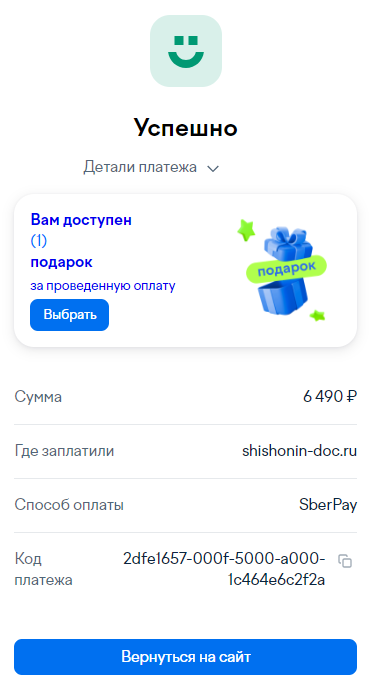 Успешно
Детали платежа
Вам доступен
(1)
подарок
за проведенную оплату
Выбрать
подарок
Сумма 6 490 ₽
Где заплатили shishonin-doc.ru
Способ оплаты SberPay
Код 2dfe1657-000f-5000-a000-
платежа 1c464e6c2f2a
Вернуться на сайт